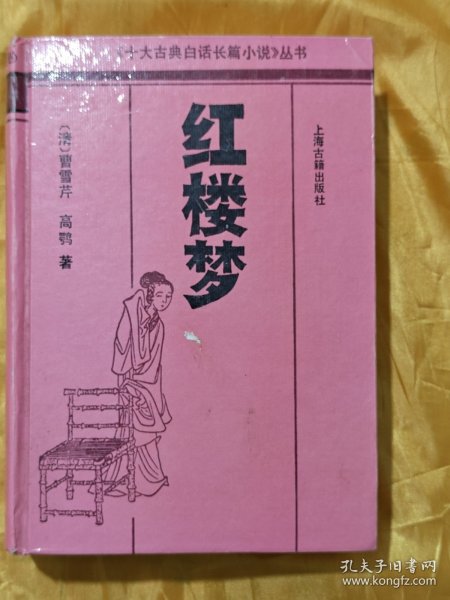 《十大古典白话长篇小说》丛书
红楼梦
〔清〕曹雪芹 高鹗 著
上海古籍出版社
孔夫子旧书网
www.kongfz.com